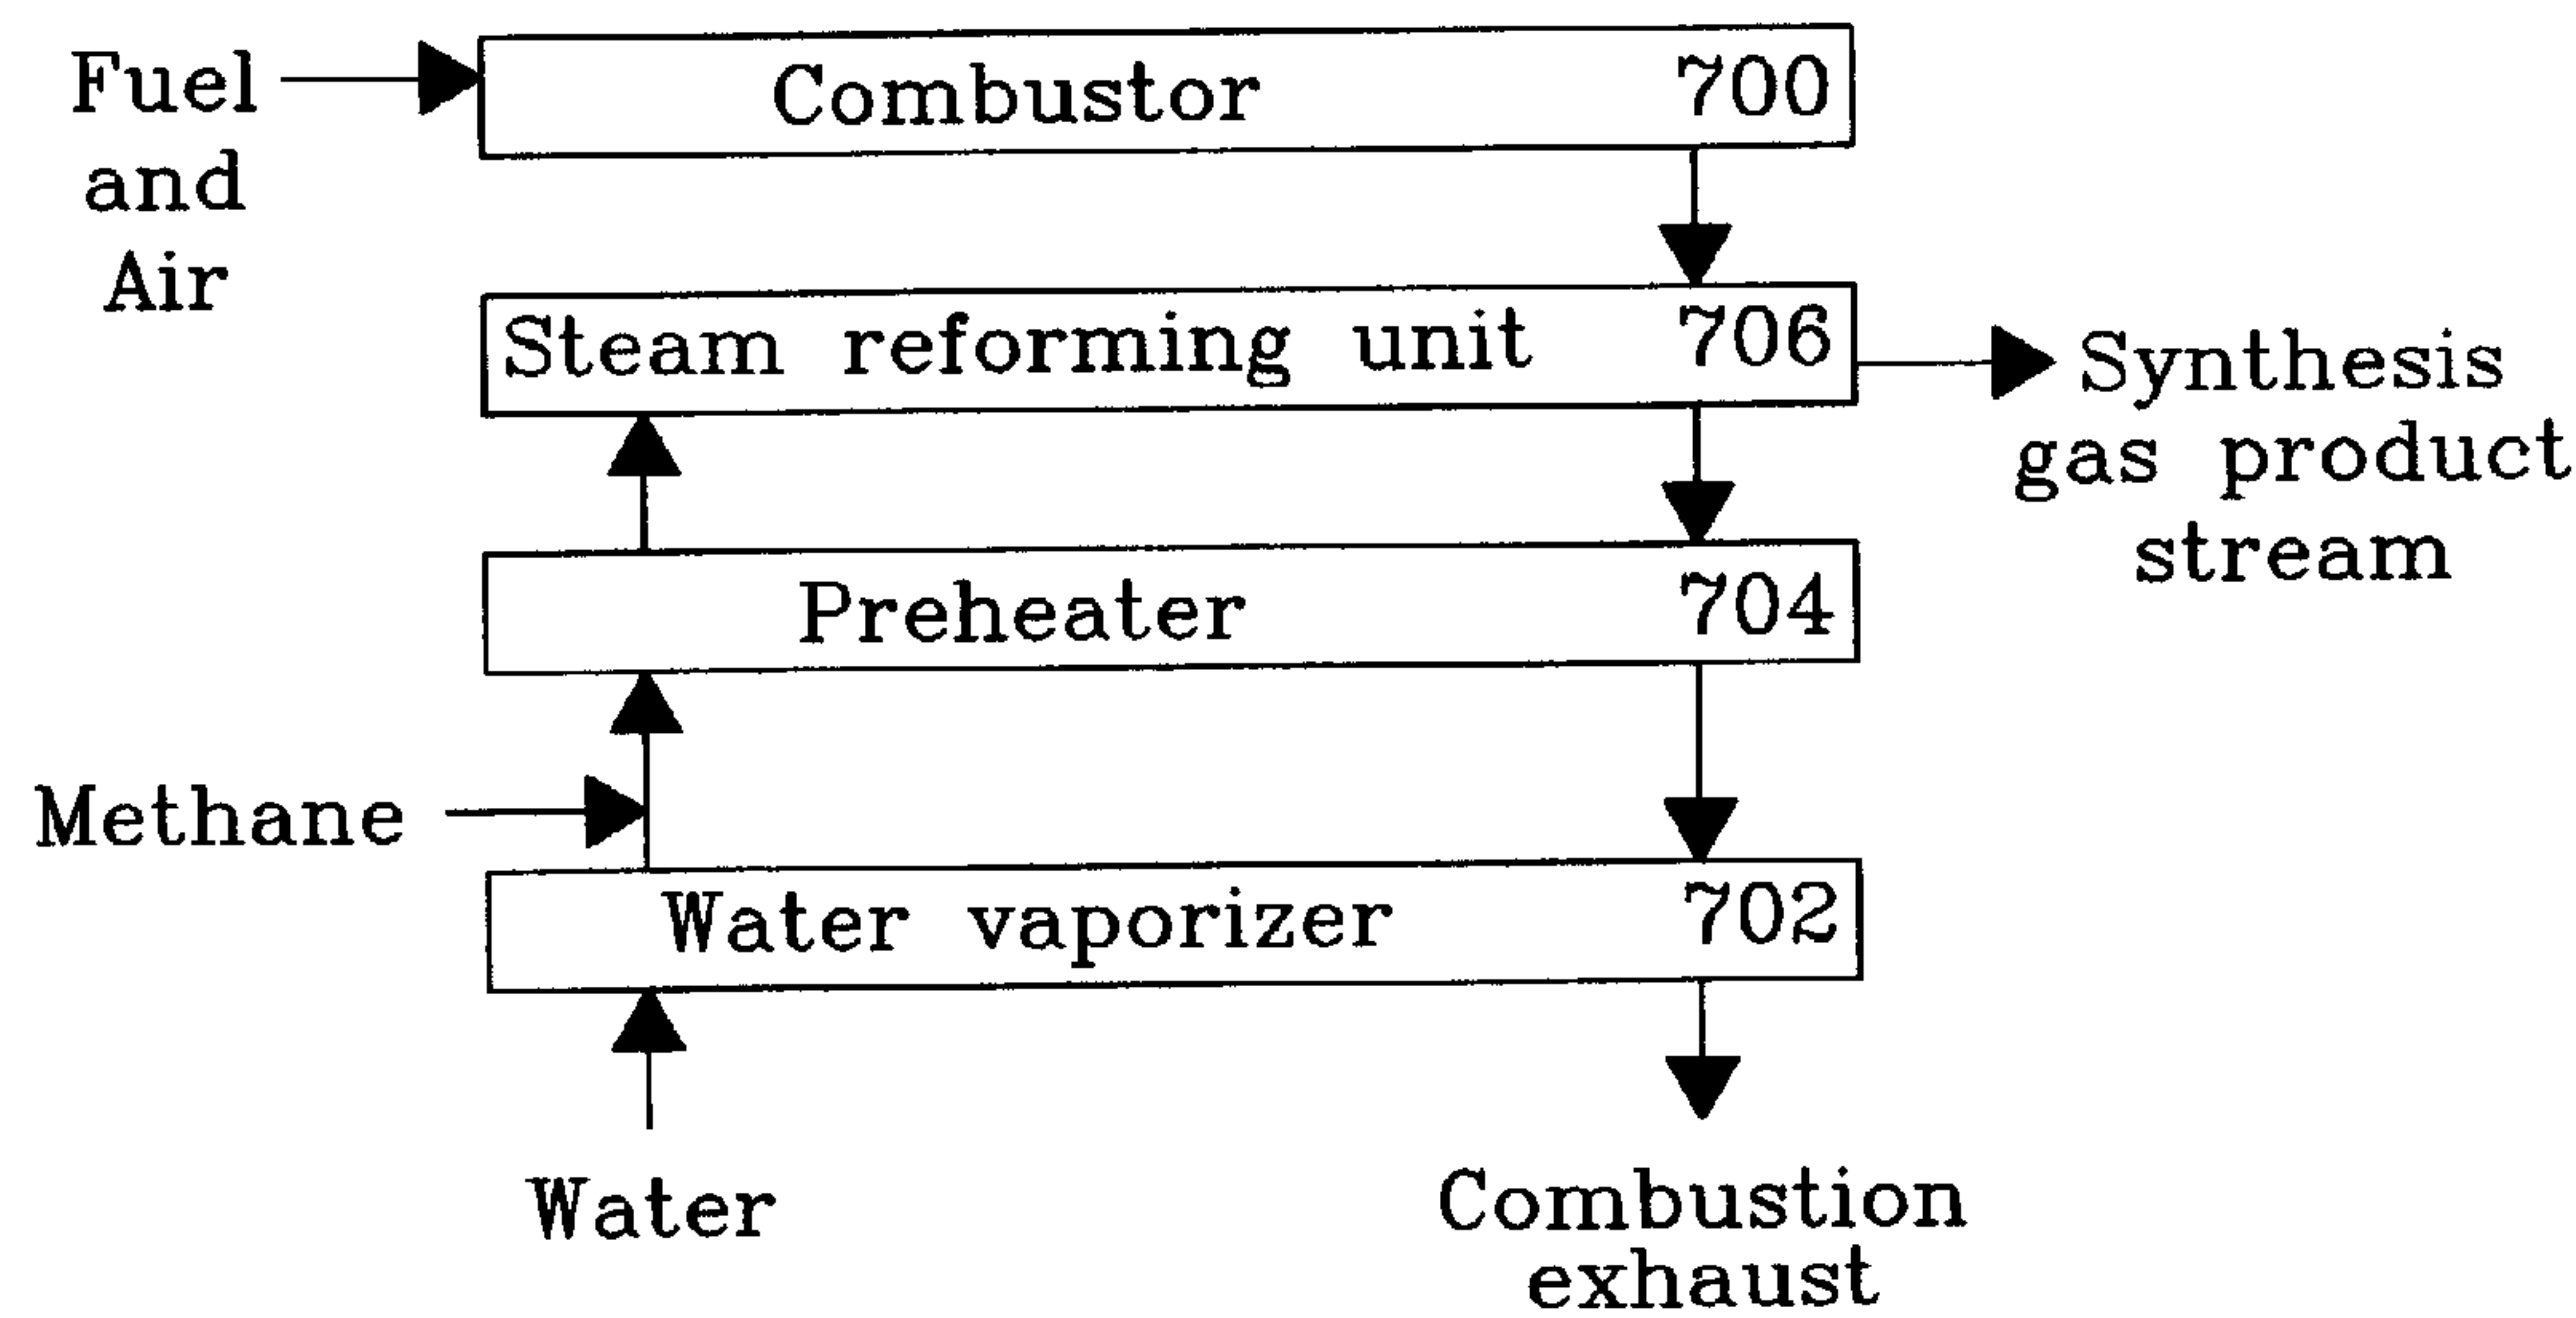 Fuel
and
Air
Combustor 700
Steam reforming unit 706
Synthesis
gas product
stream
Preheater 704
Methane
Water vaporizer 702
Water
Combustion
exhaust